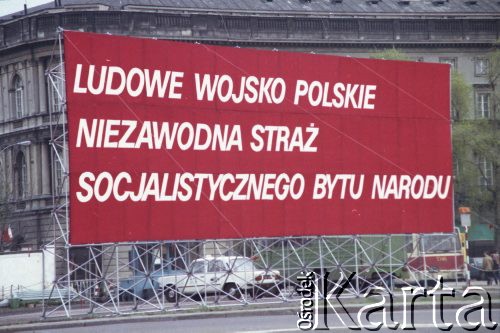 LUDOWE WOJSKO POLSKIE
NIEZAWODNA STRAŻ
SOCJALISTYCZNEGO BYTU NARODU
Ośrodek
Karta